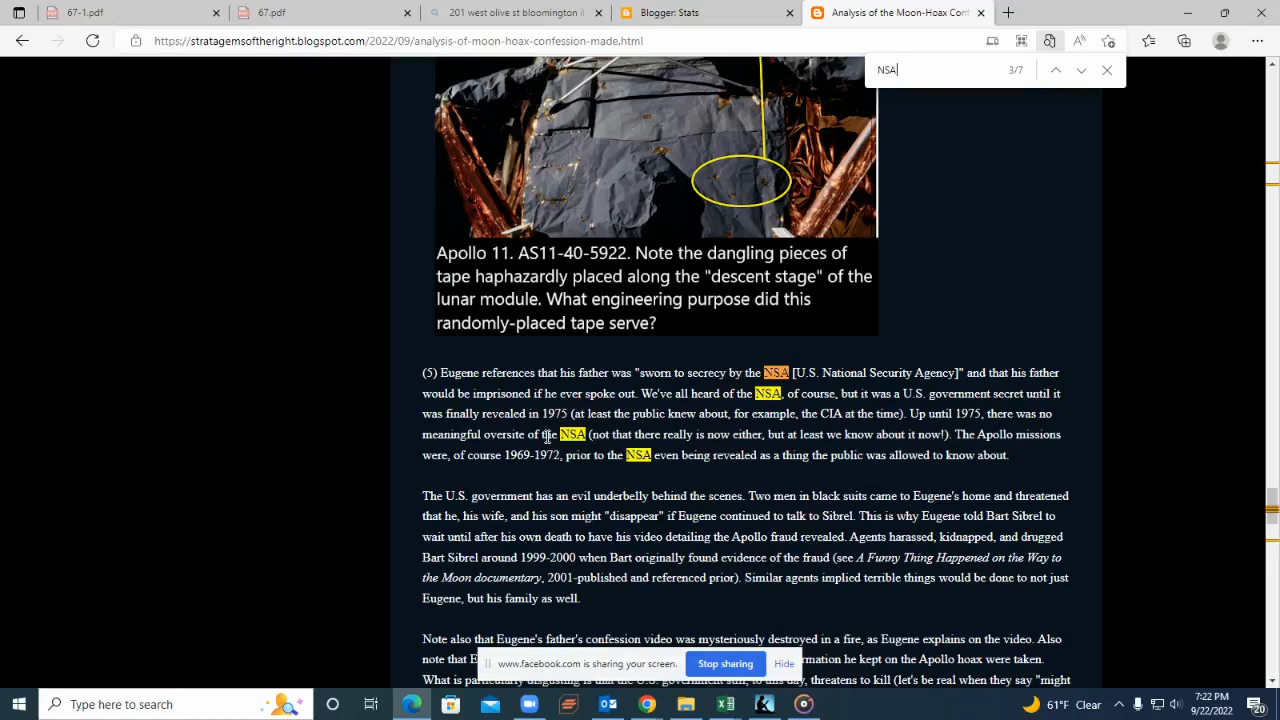 67-1.pdf
67.pdf
201 west olive st bloomington il
Blogger: Stats
Analysis of the Moon-Hoax Conf
https://stratagemsoftheright.blogspot.com/2022/09/analysis-of-moon-hoax-confession-made.html
NSA 3/7
Apollo 11. AS11-40-5922. Note the dangling pieces of
tape haphazardly placed along the "descent stage" of the
lunar module. What engineering purpose did this
randomly-placed tape serve?
(5) Eugene references that his father was "sworn to secrecy by the NSA [U.S. National Security Agency]" and that his father
would be imprisoned if he ever spoke out. We've all heard of the NSA, of course, but it was a U.S. government secret until it
was finally revealed in 1975 (at least the public knew about, for example, the CIA at the time). Up until 1975, there was no
meaningful oversite of the NSA (not that there really is now either, but at least we know about it now!). The Apollo missions
were, of course 1969-1972, prior to the NSA even being revealed as a thing the public was allowed to know about.
The U.S. government has an evil underbelly behind the scenes. Two men in black suits came to Eugene's home and threatened
that he, his wife, and his son might "disappear" if Eugene continued to talk to Sibrel. This is why Eugene told Bart Sibrel to
wait until after his own death to have his video detailing the Apollo fraud revealed. Agents harassed, kidnapped, and drugged
Bart Sibrel around 1999-2000 when Bart originally found evidence of the fraud (see A Funny Thing Happened on the Way to
the Moon documentary, 2001-published and referenced prior). Similar agents implied terrible things would be done to not just
Eugene, but his family as well.
Note also that Eugene's father's confession video was mysteriously destroyed in a fire, as Eugene explains on the video. Also
note that E
rmation he kept on the Apollo hoax were taken.
www.facebook.com is sharing your screen. Stop sharing Hide
What is particularly disgusting is that the U.S. government still, to this day, threatens to kill (let's be real when they say "might
Type here to search
61°F Clear
7:22 PM
9/22/2022
20